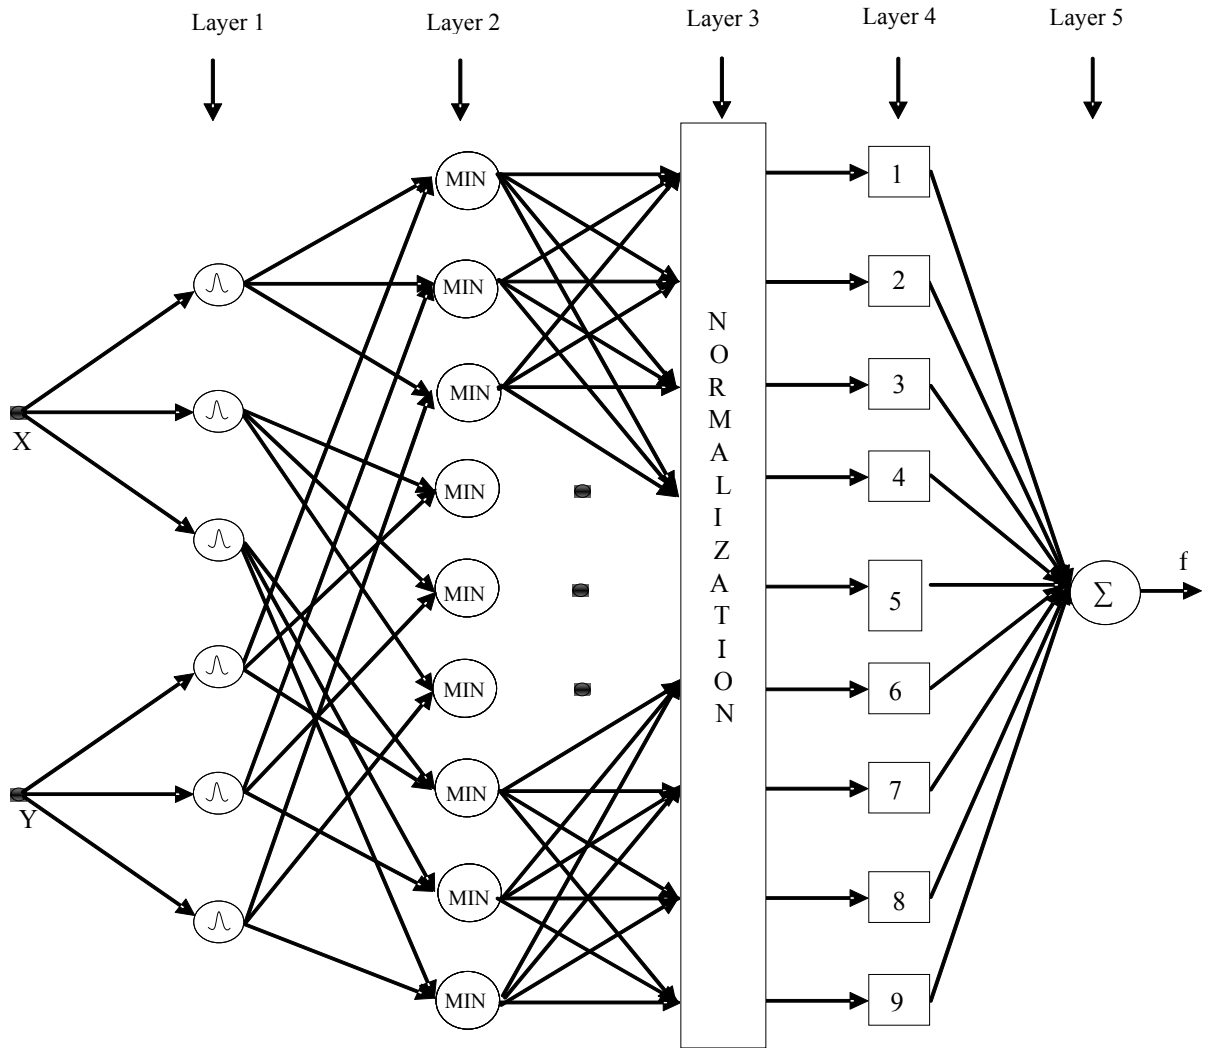 Layer 1
Layer 2
Layer 3
Layer 4
Layer 5
X
Y
MIN
MIN
MIN
MIN
MIN
MIN
MIN
MIN
MIN
NORMALIZATION
1
2
3
4
5
6
7
8
9
Σ
f